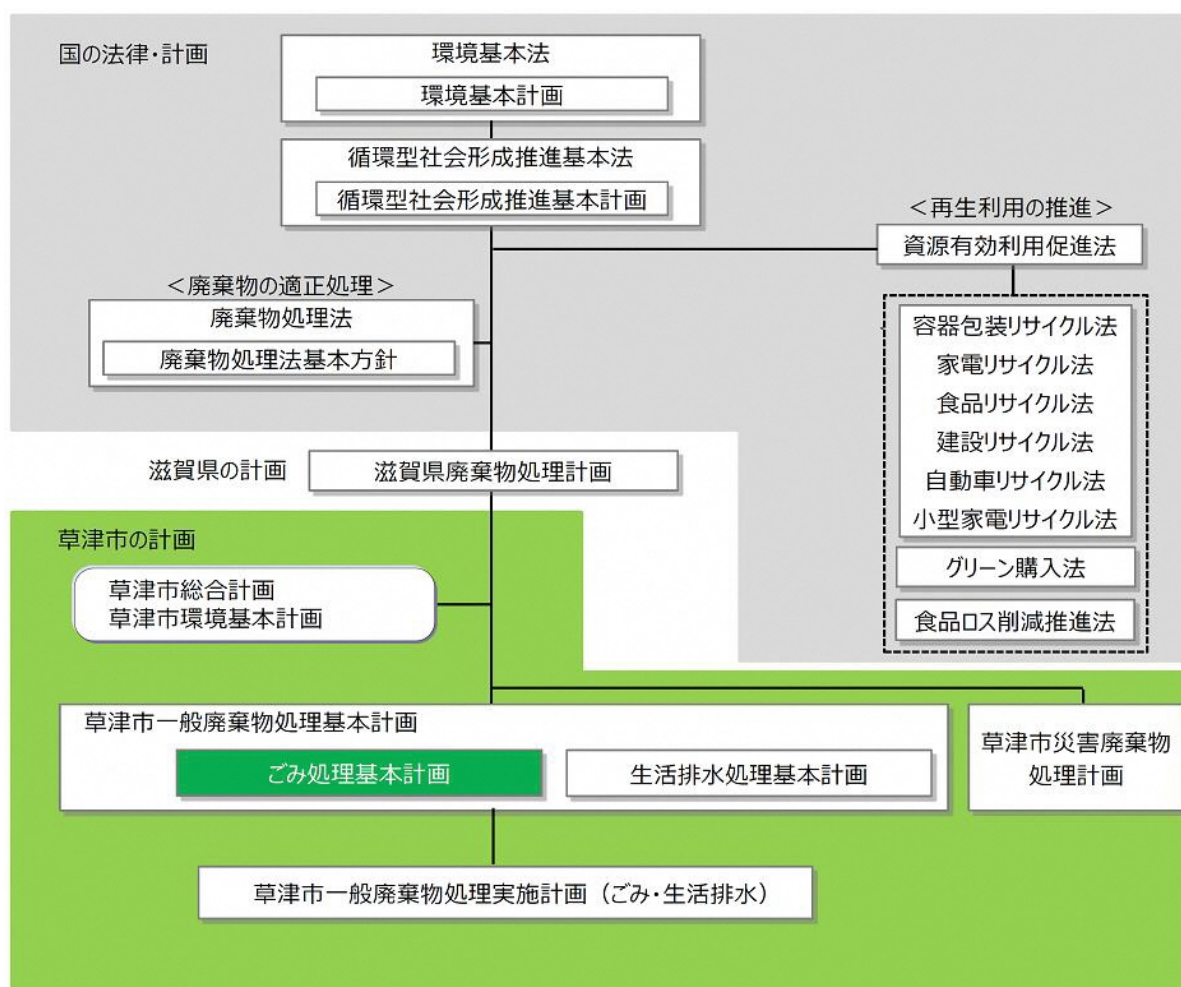 国の法律・計画
環境基本法
環境基本計画
循環型社会形成推進基本法
循環型社会形成推進基本計画
＜再生利用の推進＞
資源有効利用促進法
＜廃棄物の適正処理＞
廃棄物処理法
廃棄物処理法基本方針
容器包装リサイクル法
家電リサイクル法
食品リサイクル法
建設リサイクル法
自動車リサイクル法
小型家電リサイクル法
グリーン購入法
食品ロス削減推進法
滋賀県の計画
滋賀県廃棄物処理計画
草津市の計画
草津市総合計画
草津市環境基本計画
草津市一般廃棄物処理基本計画
ごみ処理基本計画
生活排水処理基本計画
草津市災害廃棄物
処理計画
草津市一般廃棄物処理実施計画（ごみ・生活排水）